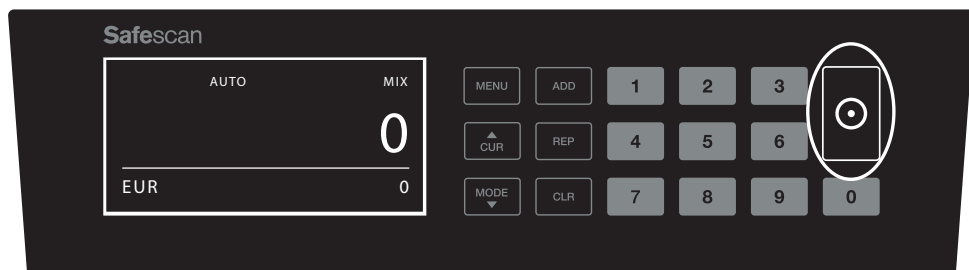 Safescan
AUTO MIX
0
EUR 0
MENU ADD 1 2 3
CUR REP 4 5 6
MODE CLR 7 8 9 0